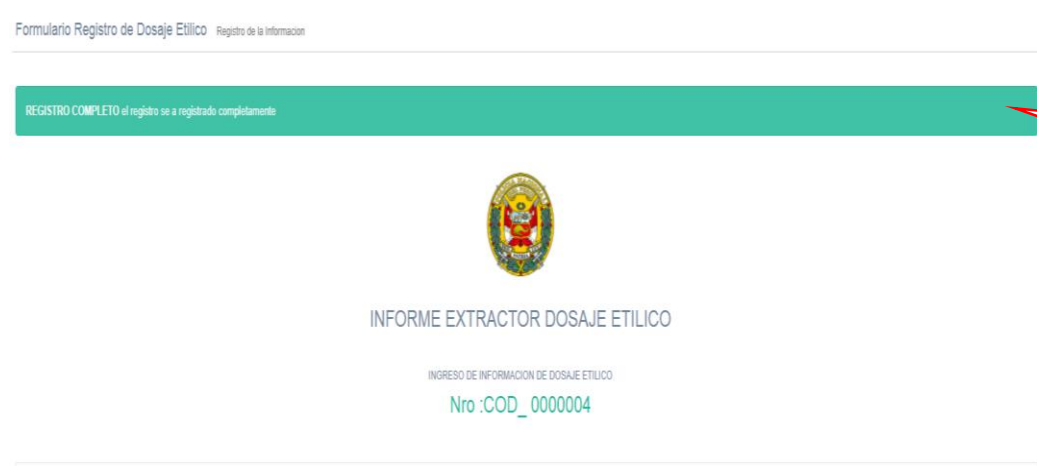 Formulario Registro de Dosaje Etilico Registro de la Informacion
REGISTRO COMPLETO el registro se a registrado completamente
INFORME EXTRACTOR DOSAJE ETILICO
INGRESO DE INFORMACION DE DOSAJE ETILICO
Nro :COD_ 0000004